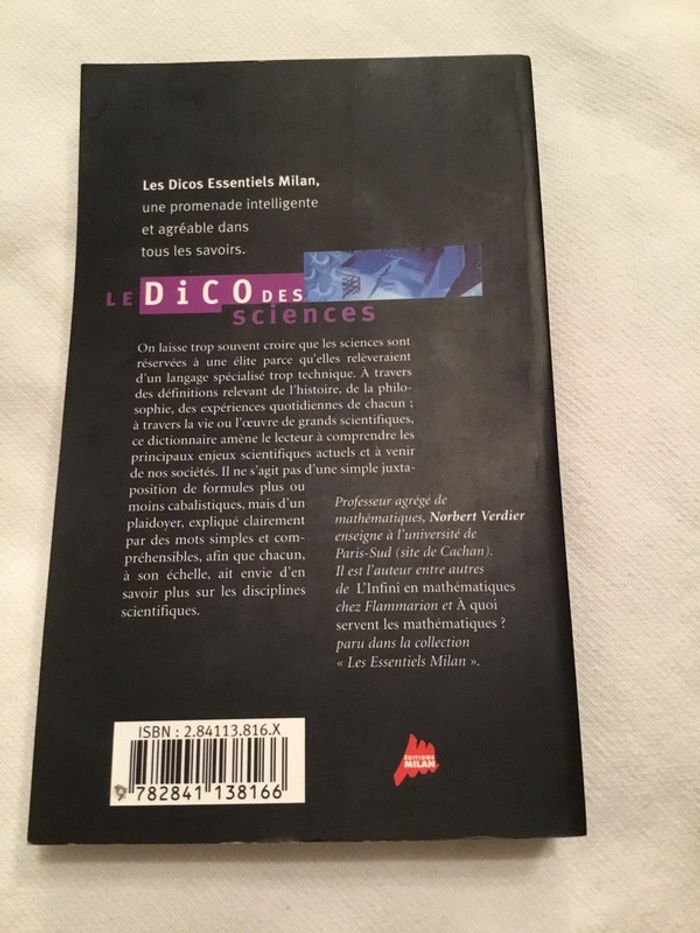 Les Dicos Essentiels Milan,
une promenade intelligente
et agréable dans
tous les savoirs.
LE DiCO DES
sciences
On laisse trop souvent croire que les sciences sont
réservées à une élite parce qu'elles relèveraient
d'un langage spécialisé trop technique. À travers
des définitions relevant de l'histoire, de la philo-
sophie, des expériences quotidiennes de chacun ;
à travers la vie ou l'œuvre de grands scientifiques,
ce dictionnaire amène le lecteur à comprendre les
principaux enjeux scientifiques actuels et à venir
de nos sociétés. Il ne s'agit pas d'une simple juxta-
position de formules plus ou
moins cabalistiques, mais d'un
plaidoyer, expliqué clairement
par des mots simples et com-
préhensibles, afin que chacun,
à son échelle, ait envie d'en
savoir plus sur les disciplines
scientifiques.
Professeur agrégé de
mathématiques, Norbert Verdier
enseigne à l'université de
Paris-Sud (site de Cachan).
Il est l'auteur entre autres
de L'Infini en mathématiques
chez Flammarion et À quoi
servent les mathématiques ?
paru dans la collection
« Les Essentiels Milan ».
ISBN : 2.84113.816.X
9 782841 138166
ÉDITIONS
MILAN